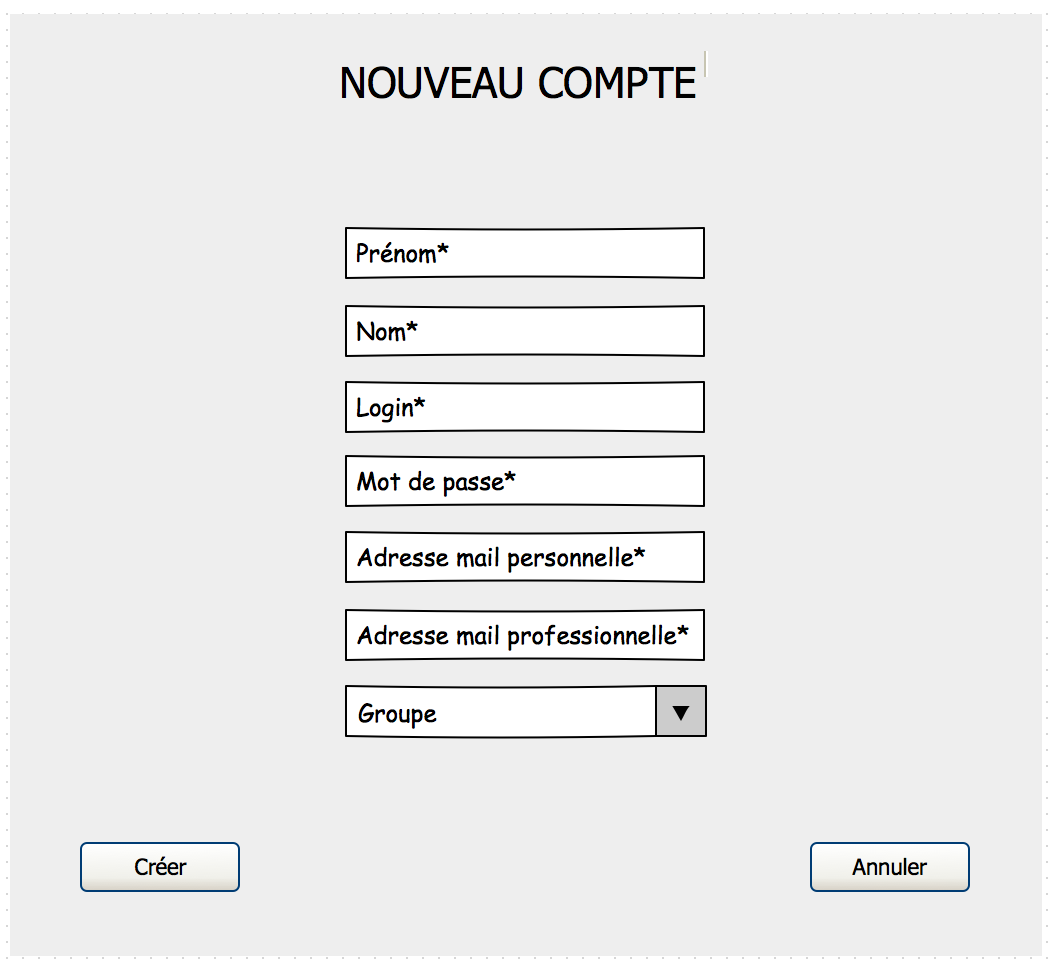 NOUVEAU COMPTE
Prénom*
Nom*
Login*
Mot de passe*
Adresse mail personnelle*
Adresse mail professionnelle*
Groupe
Créer
Annuler